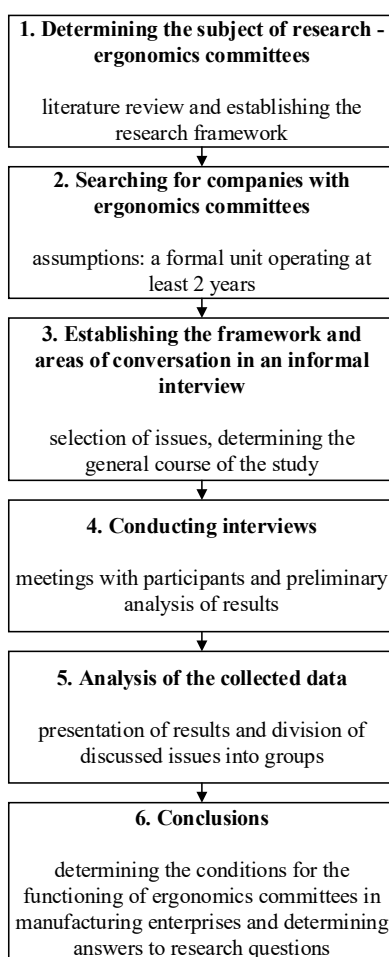 1. Determining the subject of research -
ergonomics committees
literature review and establishing the
research framework
2. Searching for companies with
ergonomics committees
assumptions: a formal unit operating at
least 2 years
3. Establishing the framework and
areas of conversation in an informal
interview
selection of issues, determining the
general course of the study
4. Conducting interviews
meetings with participants and preliminary
analysis of results
5. Analysis of the collected data
presentation of results and division of
discussed issues into groups
6. Conclusions
determining the conditions for the
functioning of ergonomics committees in
manufacturing enterprises and determining
answers to research questions